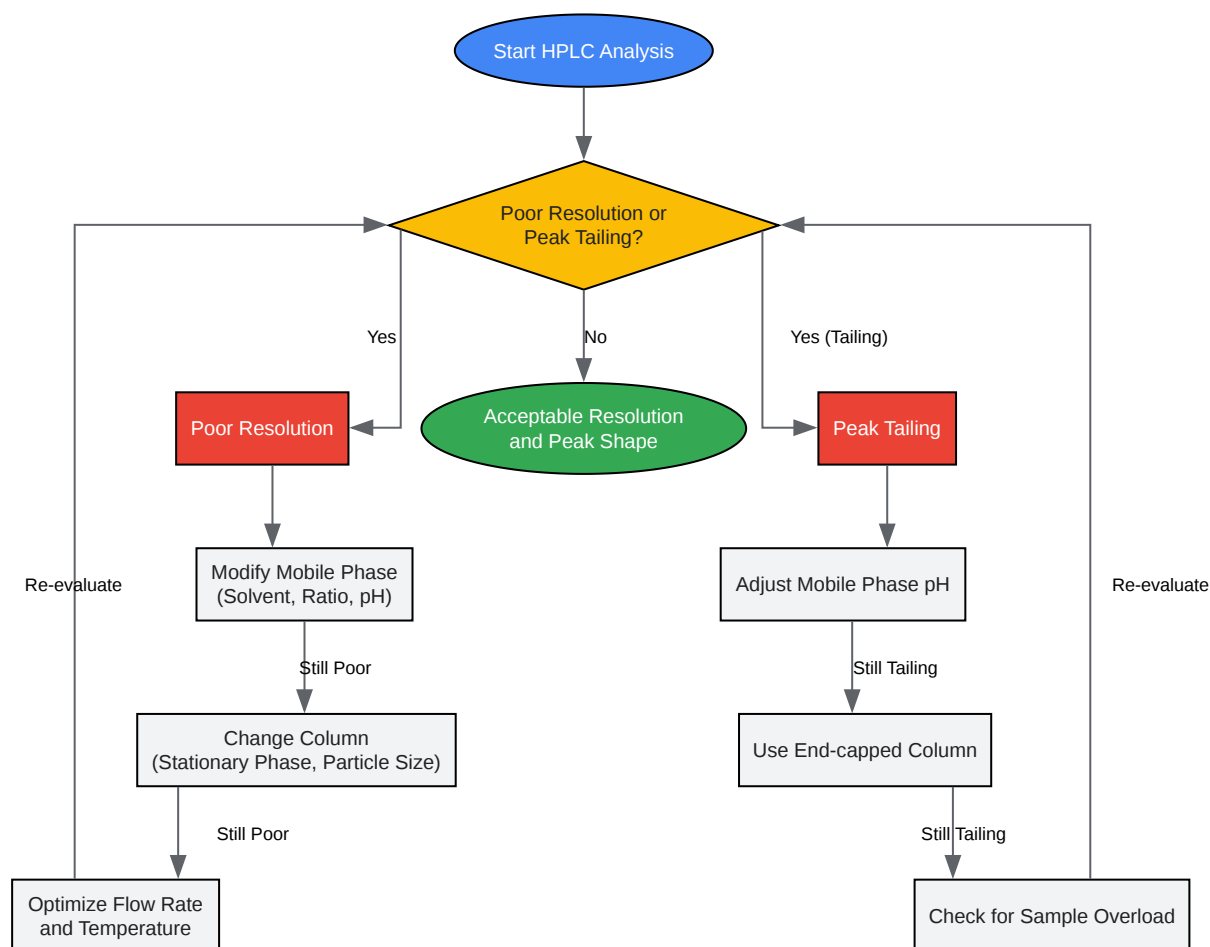 Start HPLC Analysis
Poor Resolution or
Peak Tailing?
Yes
No
Yes (Tailing)
Poor Resolution
Acceptable Resolution
and Peak Shape
Peak Tailing
Modify Mobile Phase
(Solvent, Ratio, pH)
Adjust Mobile Phase pH
Re-evaluate
Re-evaluate
Still Poor
Still Tailing
Change Column
(Stationary Phase, Particle Size)
Use End-capped Column
Still Poor
Still Tailing
Optimize Flow Rate
and Temperature
Check for Sample Overload